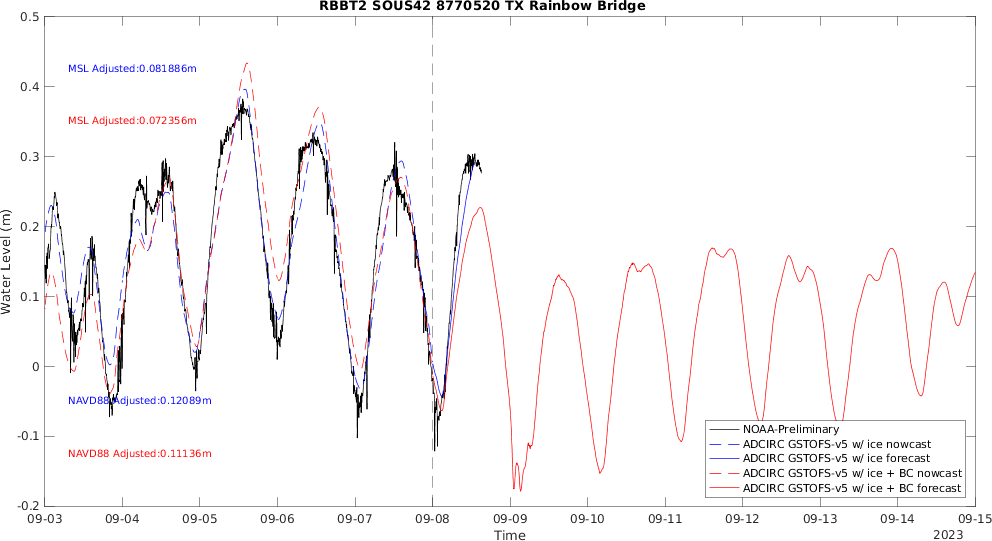 RBBT2 SOUS42 8770520 TX Rainbow Bridge
0.5
0.4
0.3
0.2
0.1
0
-0.1
-0.2
Water Level (m)
MSL Adjusted:0.081886m
MSL Adjusted:0.072356m
NAVD88 Adjusted:0.12089m
NAVD88 Adjusted:0.11136m
NOAA-Preliminary
ADCIRC GSTOFS-v5 w/ ice nowcast
ADCIRC GSTOFS-v5 w/ ice forecast
ADCIRC GSTOFS-v5 w/ ice + BC nowcast
ADCIRC GSTOFS-v5 w/ ice + BC forecast
09-03 09-04 09-05 09-06 09-07 09-08 09-09 09-10 09-11 09-12 09-13 09-14 09-15
Time
2023